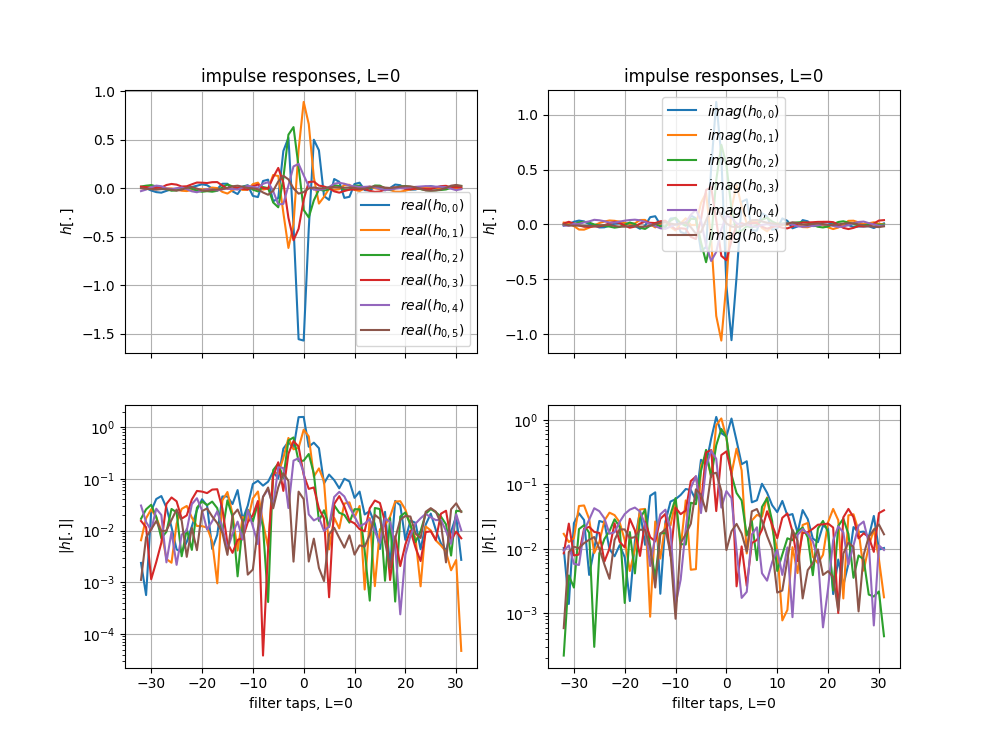 impulse responses, L=0
impulse responses, L=0
1.0
0.5
0.0
−0.5
−1.0
−1.5
h[.]
real(h0,0)
real(h0,1)
real(h0,2)
real(h0,3)
real(h0,4)
real(h0,5)
1.0
0.5
0.0
−0.5
−1.0
h[.]
imag(h0,0)
imag(h0,1)
imag(h0,2)
imag(h0,3)
imag(h0,4)
imag(h0,5)
10⁰
10⁻¹
10⁻²
10⁻³
10⁻⁴
|h[.]|
−30 −20 −10 0 10 20 30
filter taps, L=0
10⁰
10⁻¹
10⁻²
10⁻³
|h[.]|
−30 −20 −10 0 10 20 30
filter taps, L=0